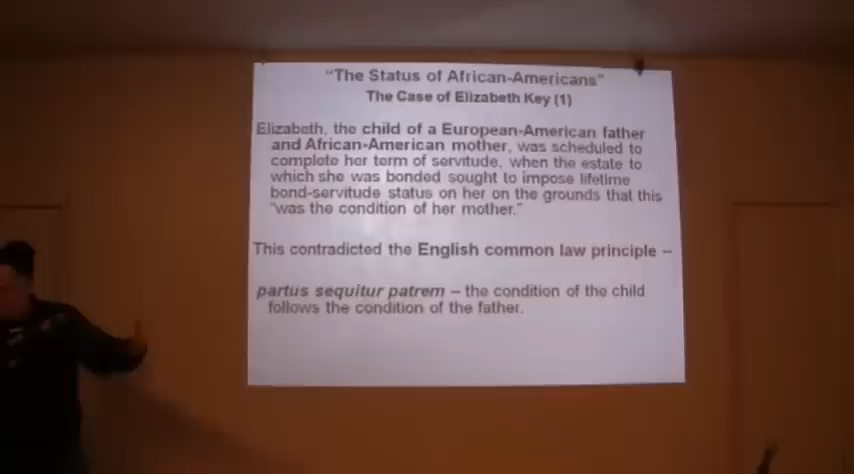 "The Status of African-Americans"
The Case of Elizabeth Key (1)
Elizabeth, the child of a European-American father
and African-American mother, was scheduled to
complete her term of servitude, when the estate to
which she was bonded sought to impose lifetime
bond-servitude status on her on the grounds that this
"was the condition of her mother."
This contradicted the English common law principle --
partus sequitur patrem – the condition of the child
follows the condition of the father.